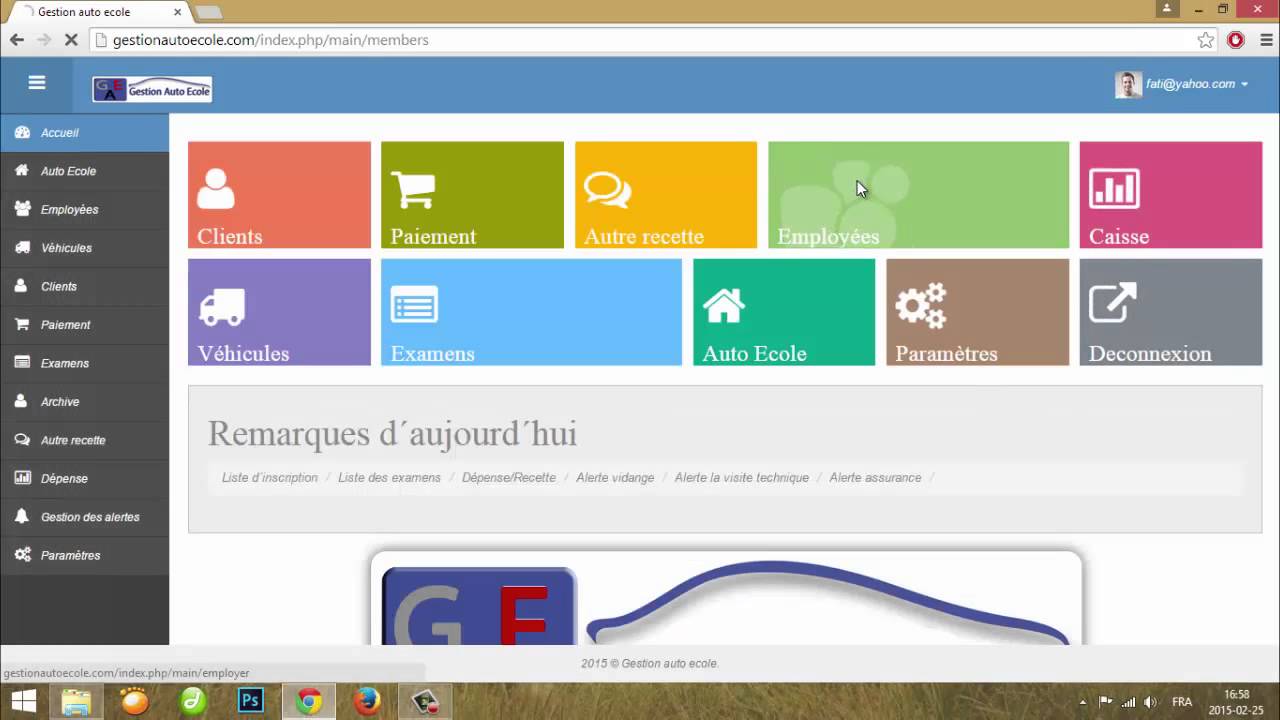 Gestion auto ecole
gestionautoecole.com/index.php/main/members
G E A Gestion Auto Ecole
fati@yahoo.com
Accueil
Auto Ecole
Employées
Véhicules
Clients
Paiement
Examens
Archive
Autre recette
Dépense
Gestion des alertes
Paramètres
Clients
Paiement
Autre recette
Employées
Caisse
Véhicules
Examens
Auto Ecole
Paramètres
Deconnexion
Remarques d´aujourd´hui
Liste d´inscription / Liste des examens / Dépense/Recette / Alerte vidange / Alerte la visite technique / Alerte assurance /
G E
2015 © Gestion auto ecole.
gestionautoecole.com/index.php/main/employer
Ps
FRA
16:58
2015-02-25